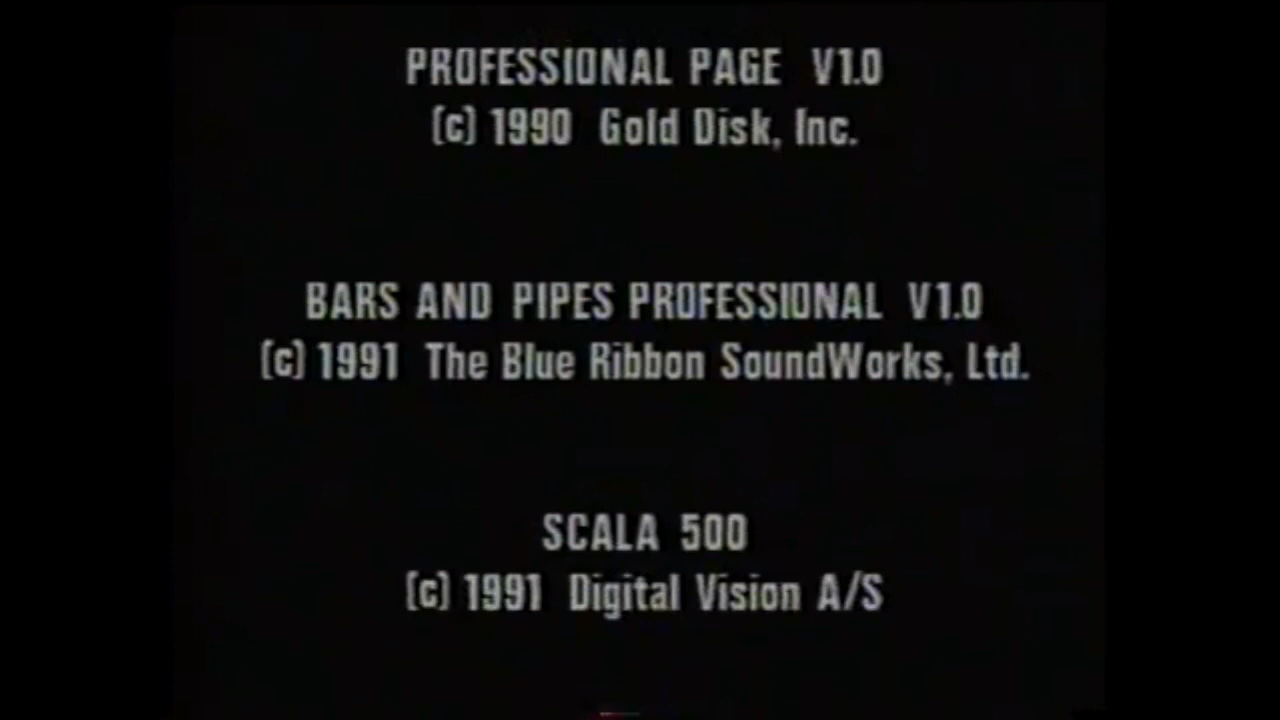 PROFESSIONAL PAGE V1.0
(c) 1990 Gold Disk, Inc.
BARS AND PIPES PROFESSIONAL V1.0
(c) 1991 The Blue Ribbon SoundWorks, Ltd.
SCALA 500
(c) 1991 Digital Vision A/S